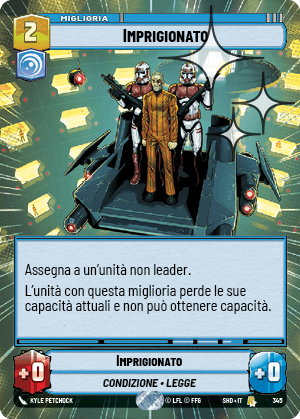 2
MIGLIORIA
IMPRIGIONATO
Assegna a un'unità non leader.
L'unità con questa miglioria perde le sue
capacità attuali e non può ottenere capacità.
+0
IMPRIGIONATO
+0
CONDIZIONE • LEGGE
KYLE PETCHOCK
© LFL © FFG
SHD • IT
345